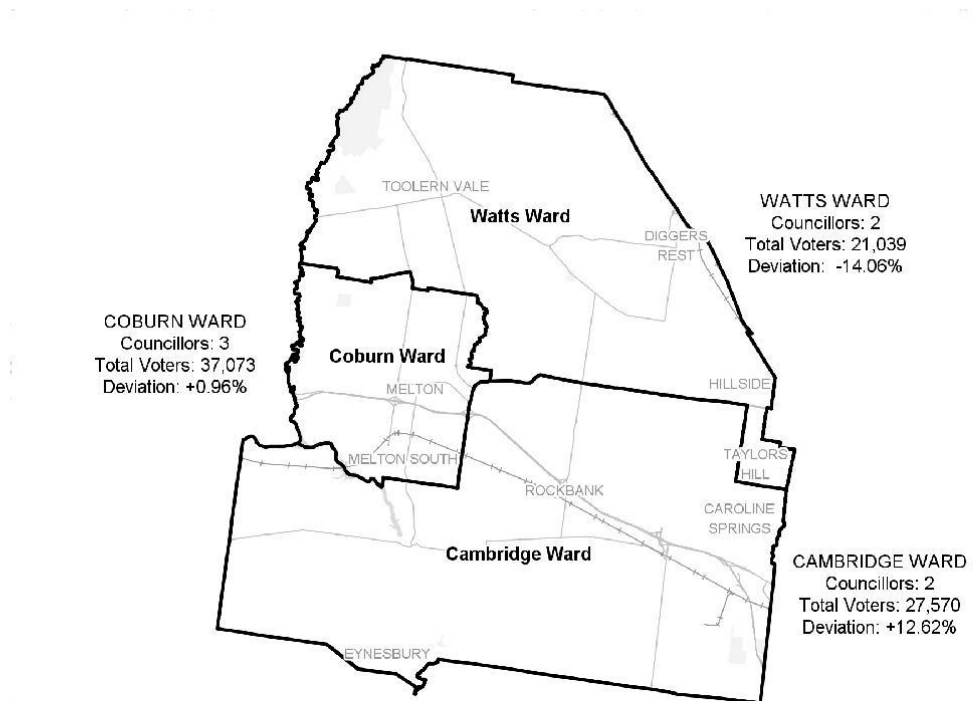 TOOLERN VALE
Watts Ward
DIGGERS
REST
WATTS WARD
Councillors: 2
Total Voters: 21,039
Deviation: -14.06%
COBURN WARD
Councillors: 3
Total Voters: 37,073
Deviation: +0.96%
Coburn Ward
MELTON
HILLSIDE
MELTON SOUTH
TAYLORS
HILL
ROCKBANK
CAROLINE
SPRINGS
Cambridge Ward
CAMBRIDGE WARD
Councillors: 2
Total Voters: 27,570
Deviation: +12.62%
EYNESBURY